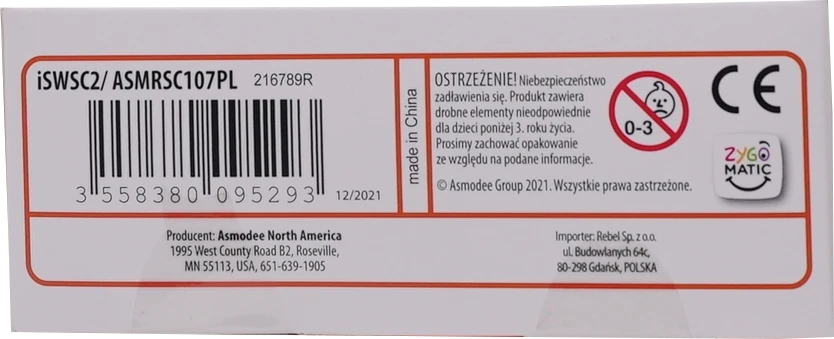 iSWSC2/ ASMRSC107PL 216789R
3 558380 095293 12/2021
made in China
OSTRZEŻENIE! Niebezpieczeństwo
zadławienia się. Produkt zawiera
drobne elementy nieodpowiednie
dla dzieci poniżej 3. roku życia.
Prosimy zachować opakowanie
ze względu na podane informacje.
© Asmodee Group 2021. Wszystkie prawa zastrzeżone.
0-3
CE
ZYGO
MATIC
Producent: Asmodee North America
1995 West County Road B2, Roseville,
MN 55113, USA, 651-639-1905
Importer: Rebel Sp. z o.o.
ul. Budowlanych 64c,
80-298 Gdańsk, POLSKA